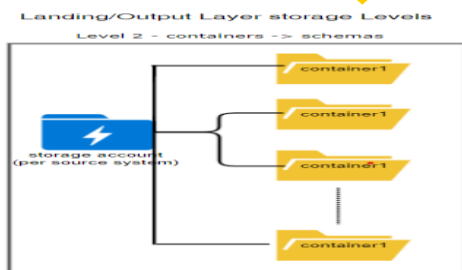 Landing/Output Layer storage Levels
Level 2 - containers -> schemas
container1
container1
storage account
(per source system)
container1
container1